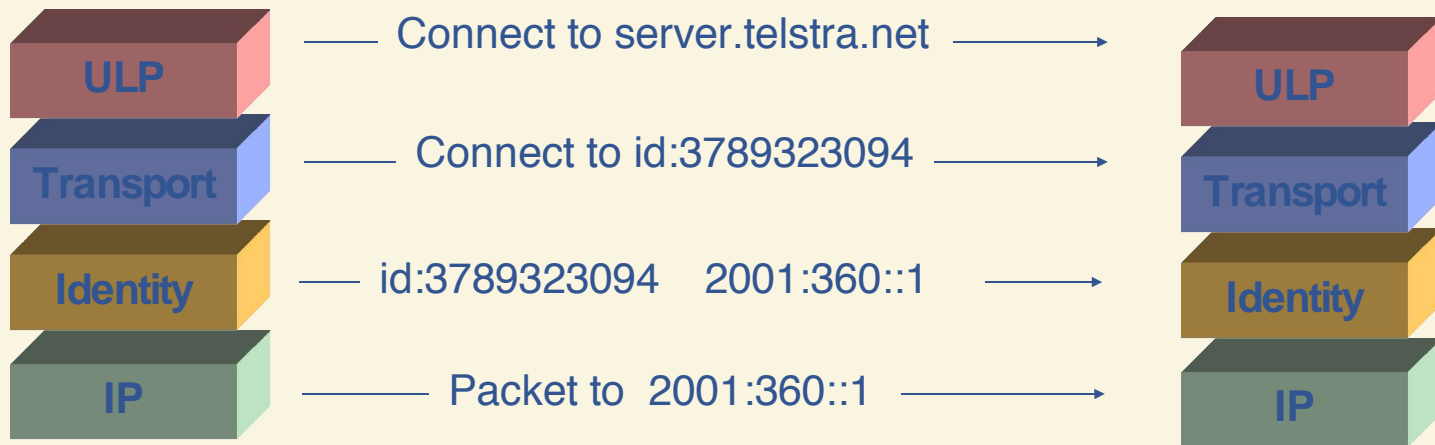 ULP Connect to server.telstra.net ULP
Transport Connect to id:3789323094 Transport
Identity id:3789323094 2001:360::1 Identity
IP Packet to 2001:360::1 IP